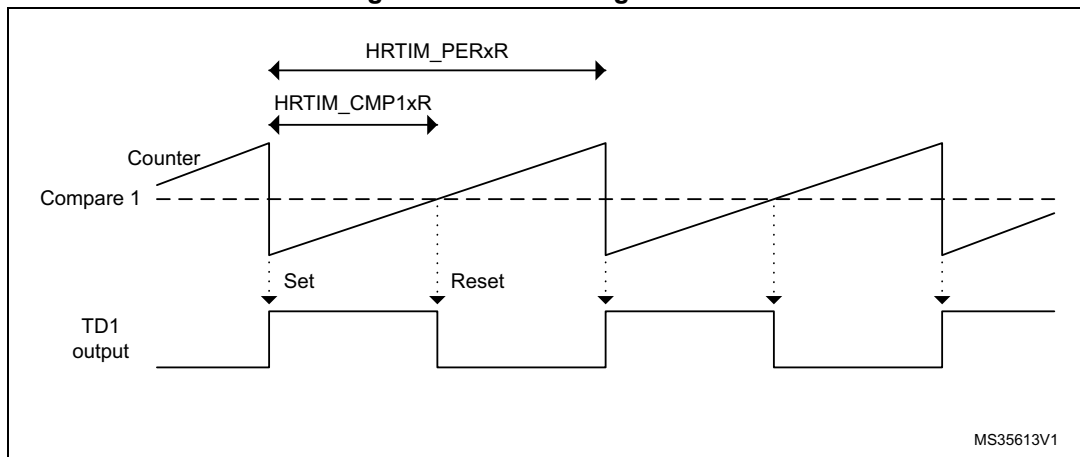 HRTIM_PERxR
HRTIM_CMP1xR
Counter
Compare 1
Set
Reset
TD1
output
MS35613V1